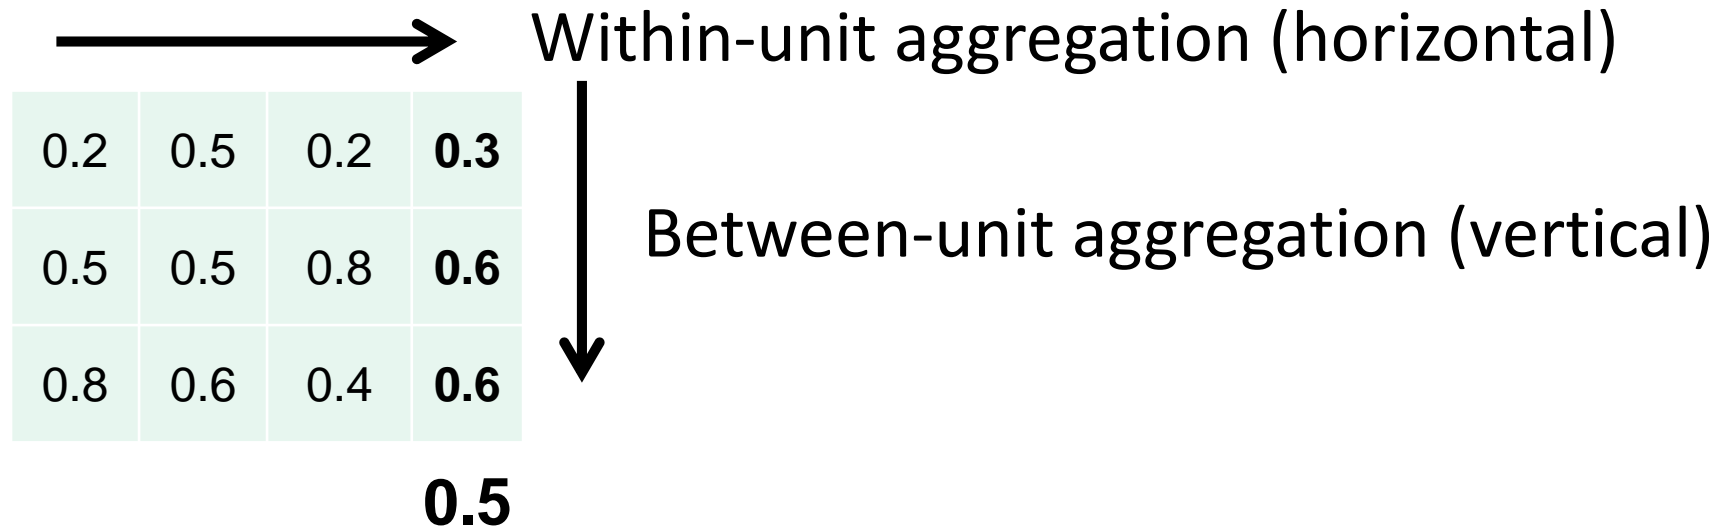 Within-unit aggregation (horizontal)
0.2 0.5 0.2 0.3
0.5 0.5 0.8 0.6
Between-unit aggregation (vertical)
0.8 0.6 0.4 0.6
0.5